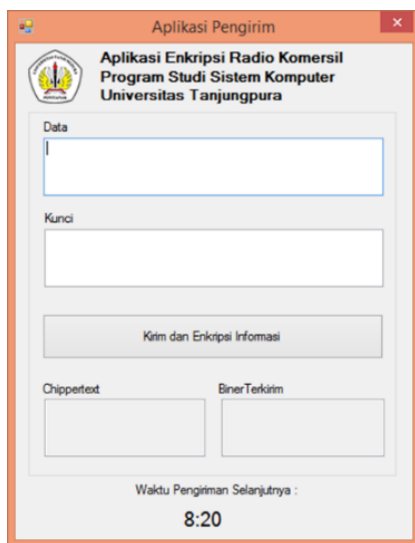 Aplikasi Pengirim
Aplikasi Enkripsi Radio Komersil
Program Studi Sistem Komputer
Universitas Tanjungpura
Data
Kunci
Kirim dan Enkripsi Informasi
Chippertext BinerTerkirim
Waktu Pengiriman Selanjutnya :
8:20